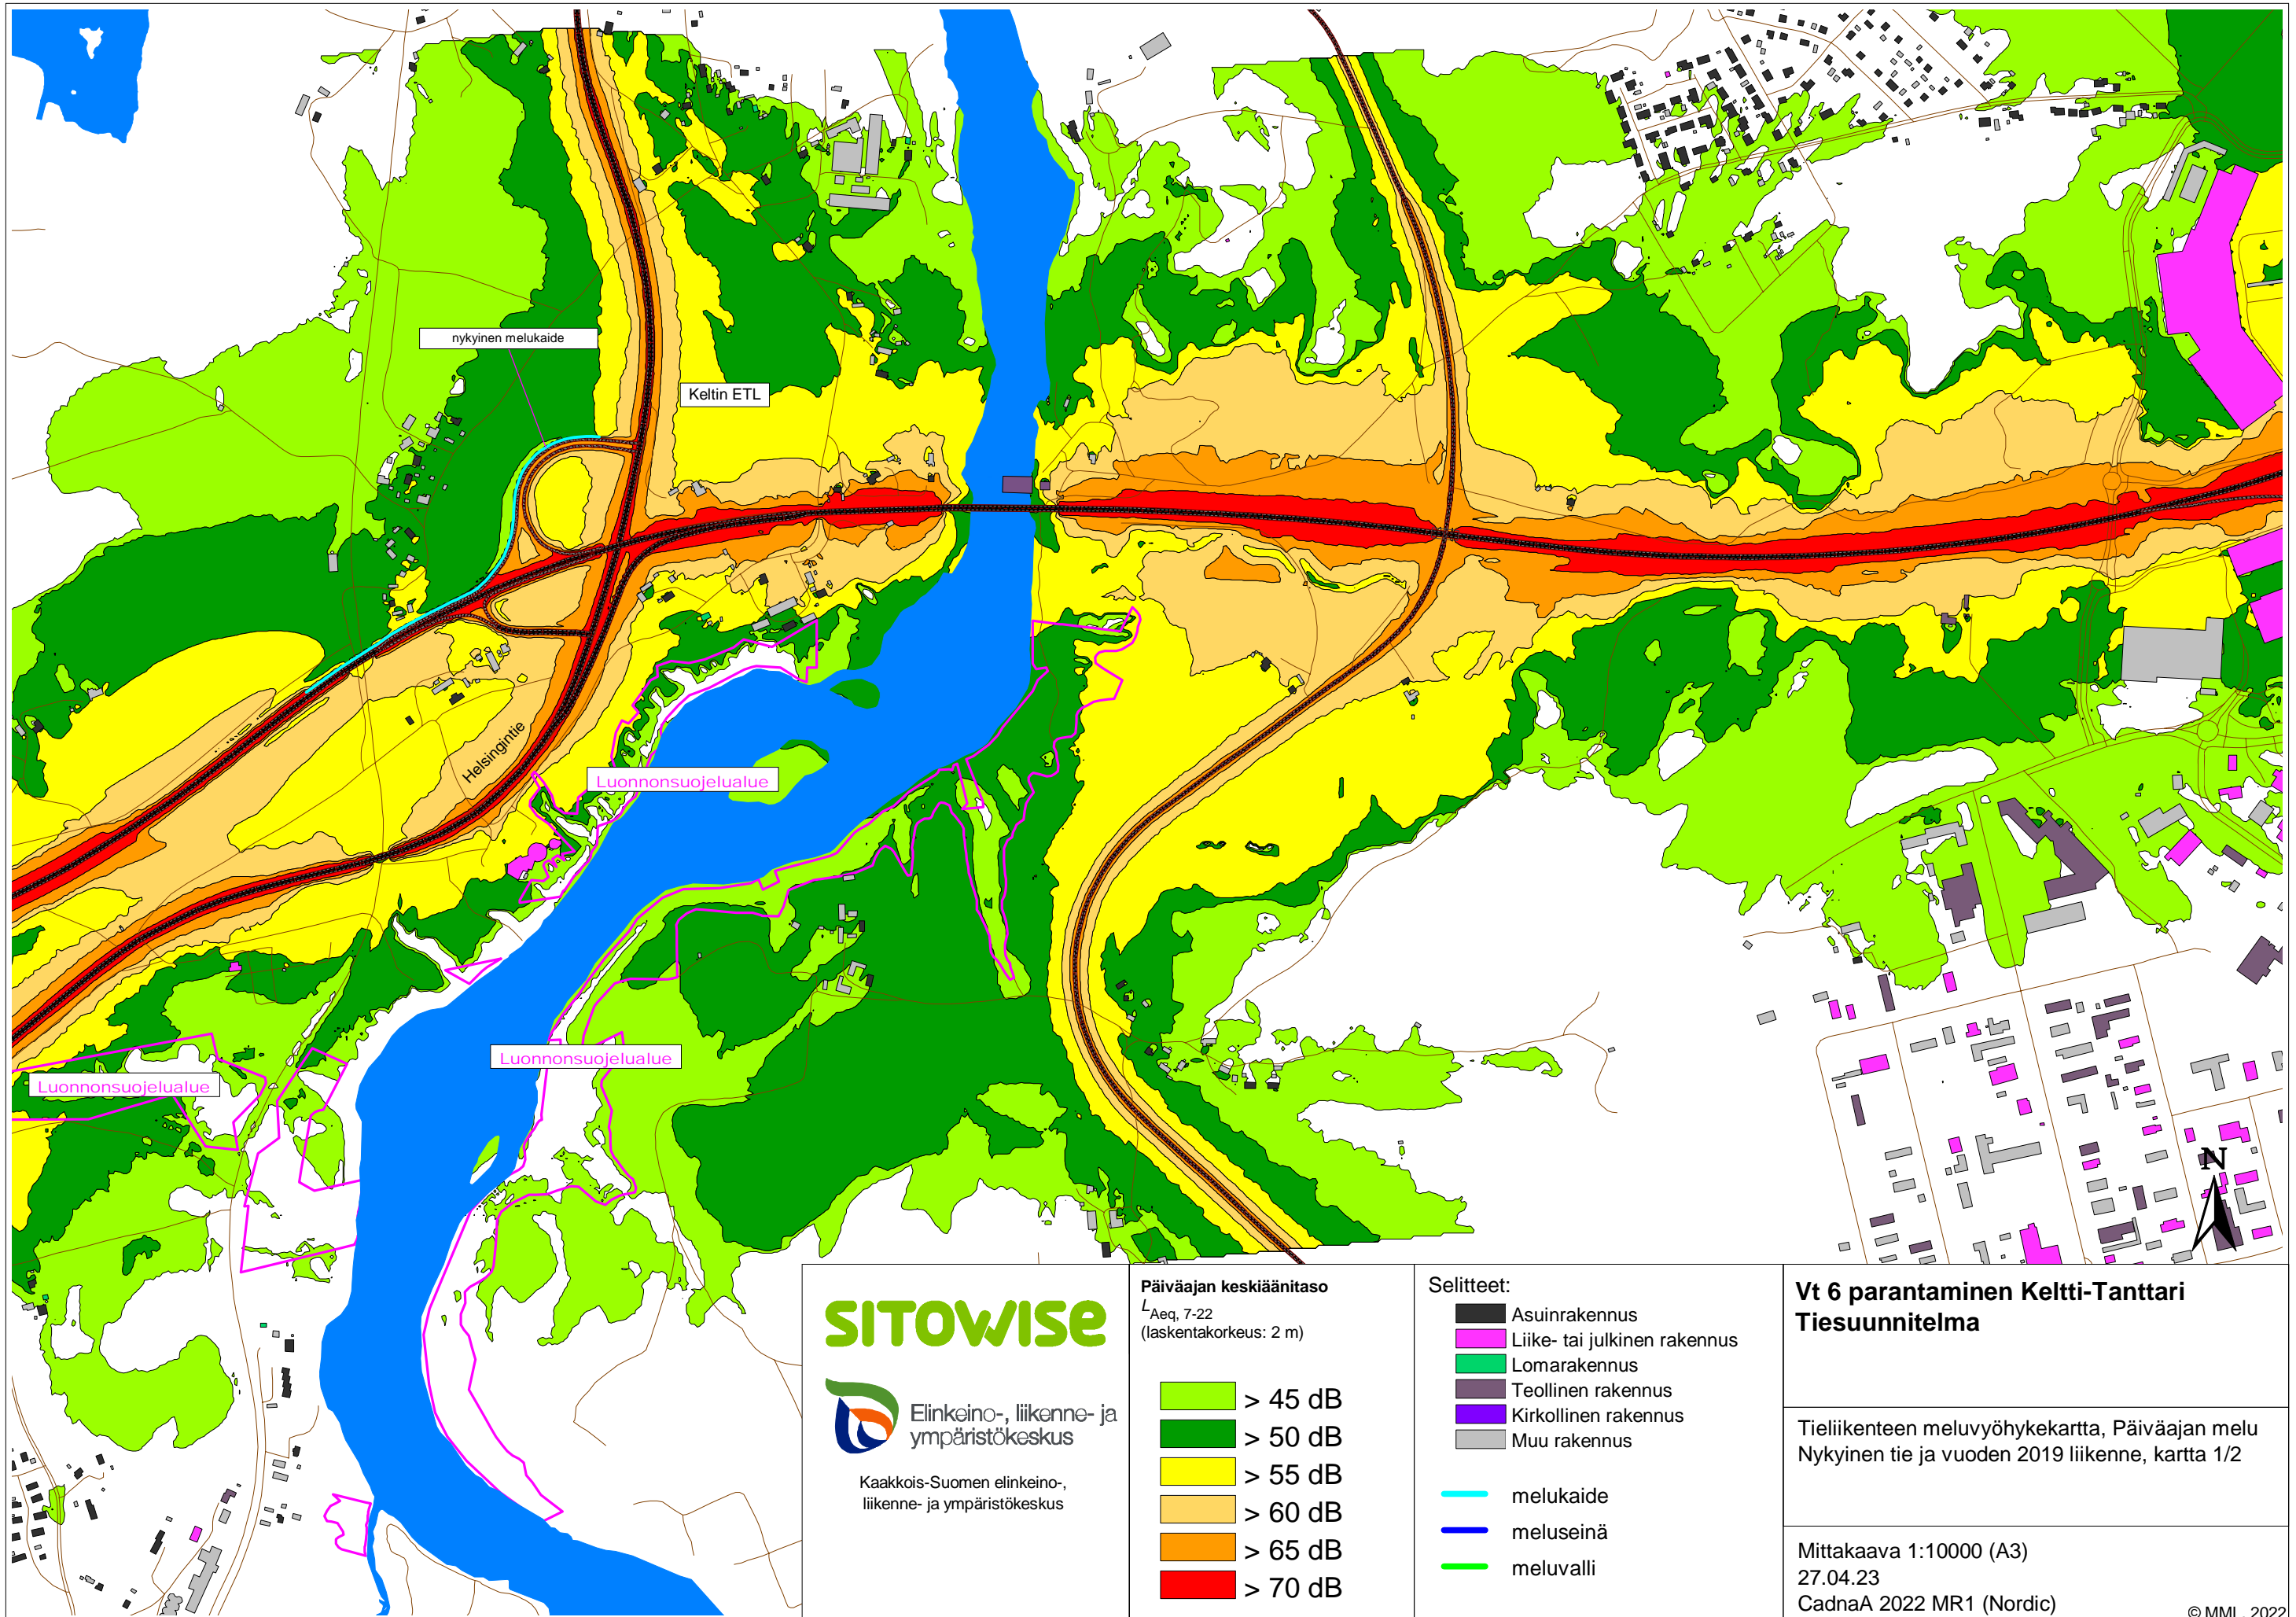 nykyinen melukaide
Keltin ETL
Helsingintie
Luonnonsuojelualue
Luonnonsuojelualue
Luonnonsuojelualue
N
SITOWISE
Elinkeino-, liikenne- ja
ympäristökeskus
Kaakkois-Suomen elinkeino-,
liikenne- ja ympäristökeskus
Päiväajan keskiäänitaso
LAeq, 7-22
(laskentakorkeus: 2 m)
> 45 dB
> 50 dB
> 55 dB
> 60 dB
> 65 dB
> 70 dB
Selitteet:
Asuinrakennus
Liike- tai julkinen rakennus
Lomarakennus
Teollinen rakennus
Kirkollinen rakennus
Muu rakennus
melukaide
meluseinä
meluvalli
Vt 6 parantaminen Keltti-Tanttari
Tiesuunnitelma
Tieliikenteen meluvyöhykekartta, Päiväajan melu
Nykyinen tie ja vuoden 2019 liikenne, kartta 1/2
Mittakaava 1:10000 (A3)
27.04.23
CadnaA 2022 MR1 (Nordic)
© MML, 2022